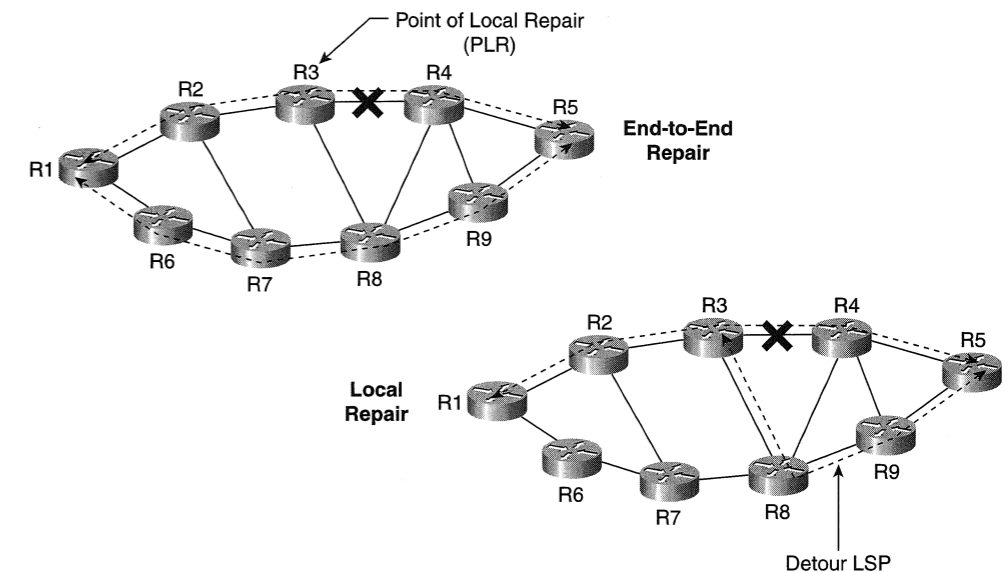 Point of Local Repair
(PLR)
R3
R4
R2
R5
End-to-End
Repair
R1
R9
R6
R7
R8
R3
R4
R2
R5
Local
Repair
R1
R9
R6
R7
R8
Detour LSP